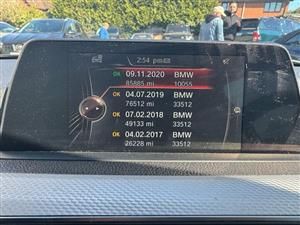 2:54 pm
OK 09.11.2020 BMW
85885 mi 10055
OK 04.07.2019 BMW
76512 mi 33512
OK 07.02.2018 BMW
49133 mi 33512
OK 04.02.2017 BMW
26228 mi 33512